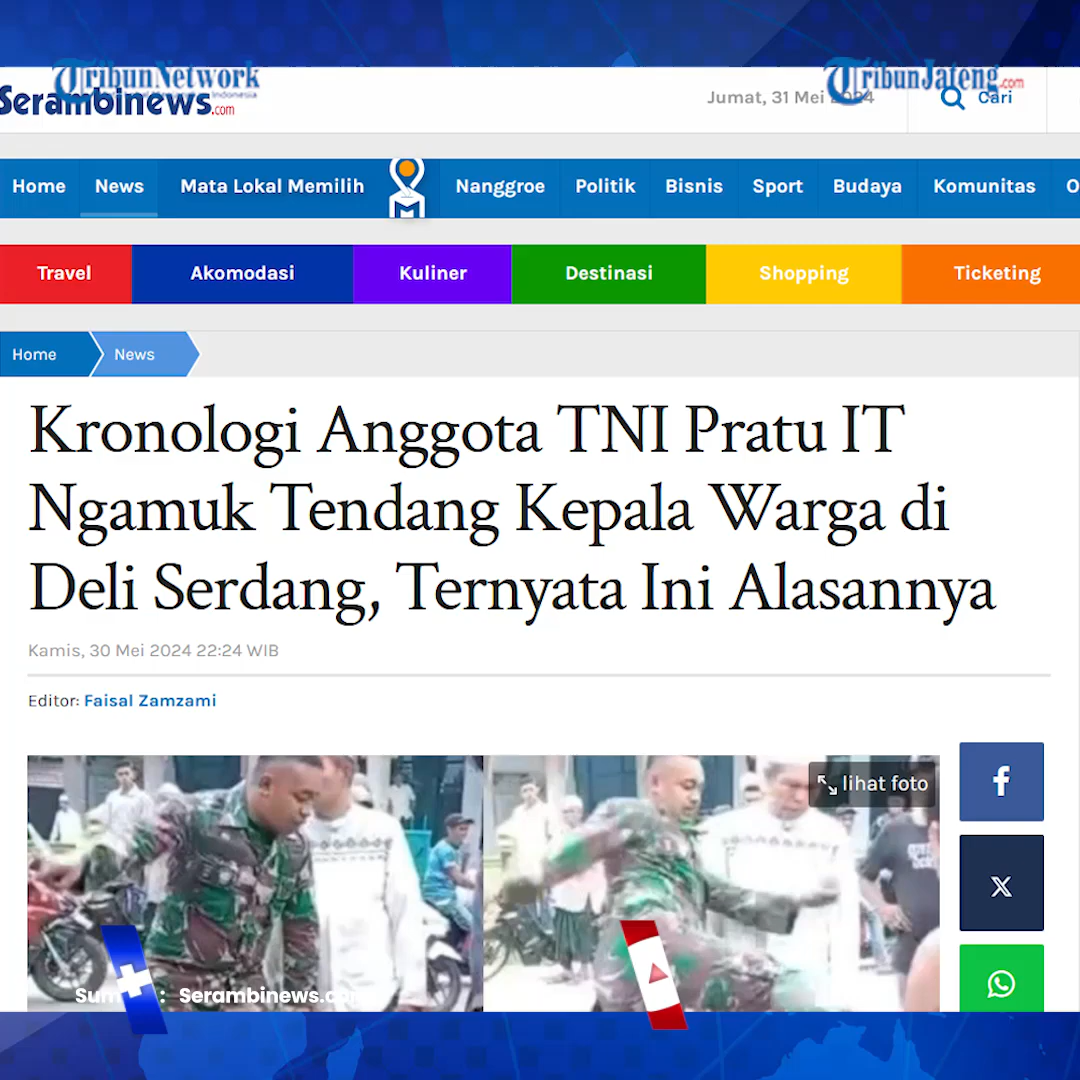 TribunNetwork
TribunJateng.com
Serambinews.com
Jumat, 31 Mei 2024
Cari
Home News Mata Lokal Memilih Nanggroe Politik Bisnis Sport Budaya Komunitas
Travel Akomodasi Kuliner Destinasi Shopping Ticketing
Home News
Kronologi Anggota TNI Pratu IT
Ngamuk Tendang Kepala Warga di
Deli Serdang, Ternyata Ini Alasannya
Kamis, 30 Mei 2024 22:24 WIB
Editor: Faisal Zamzami
lihat foto
: Serambinews.com